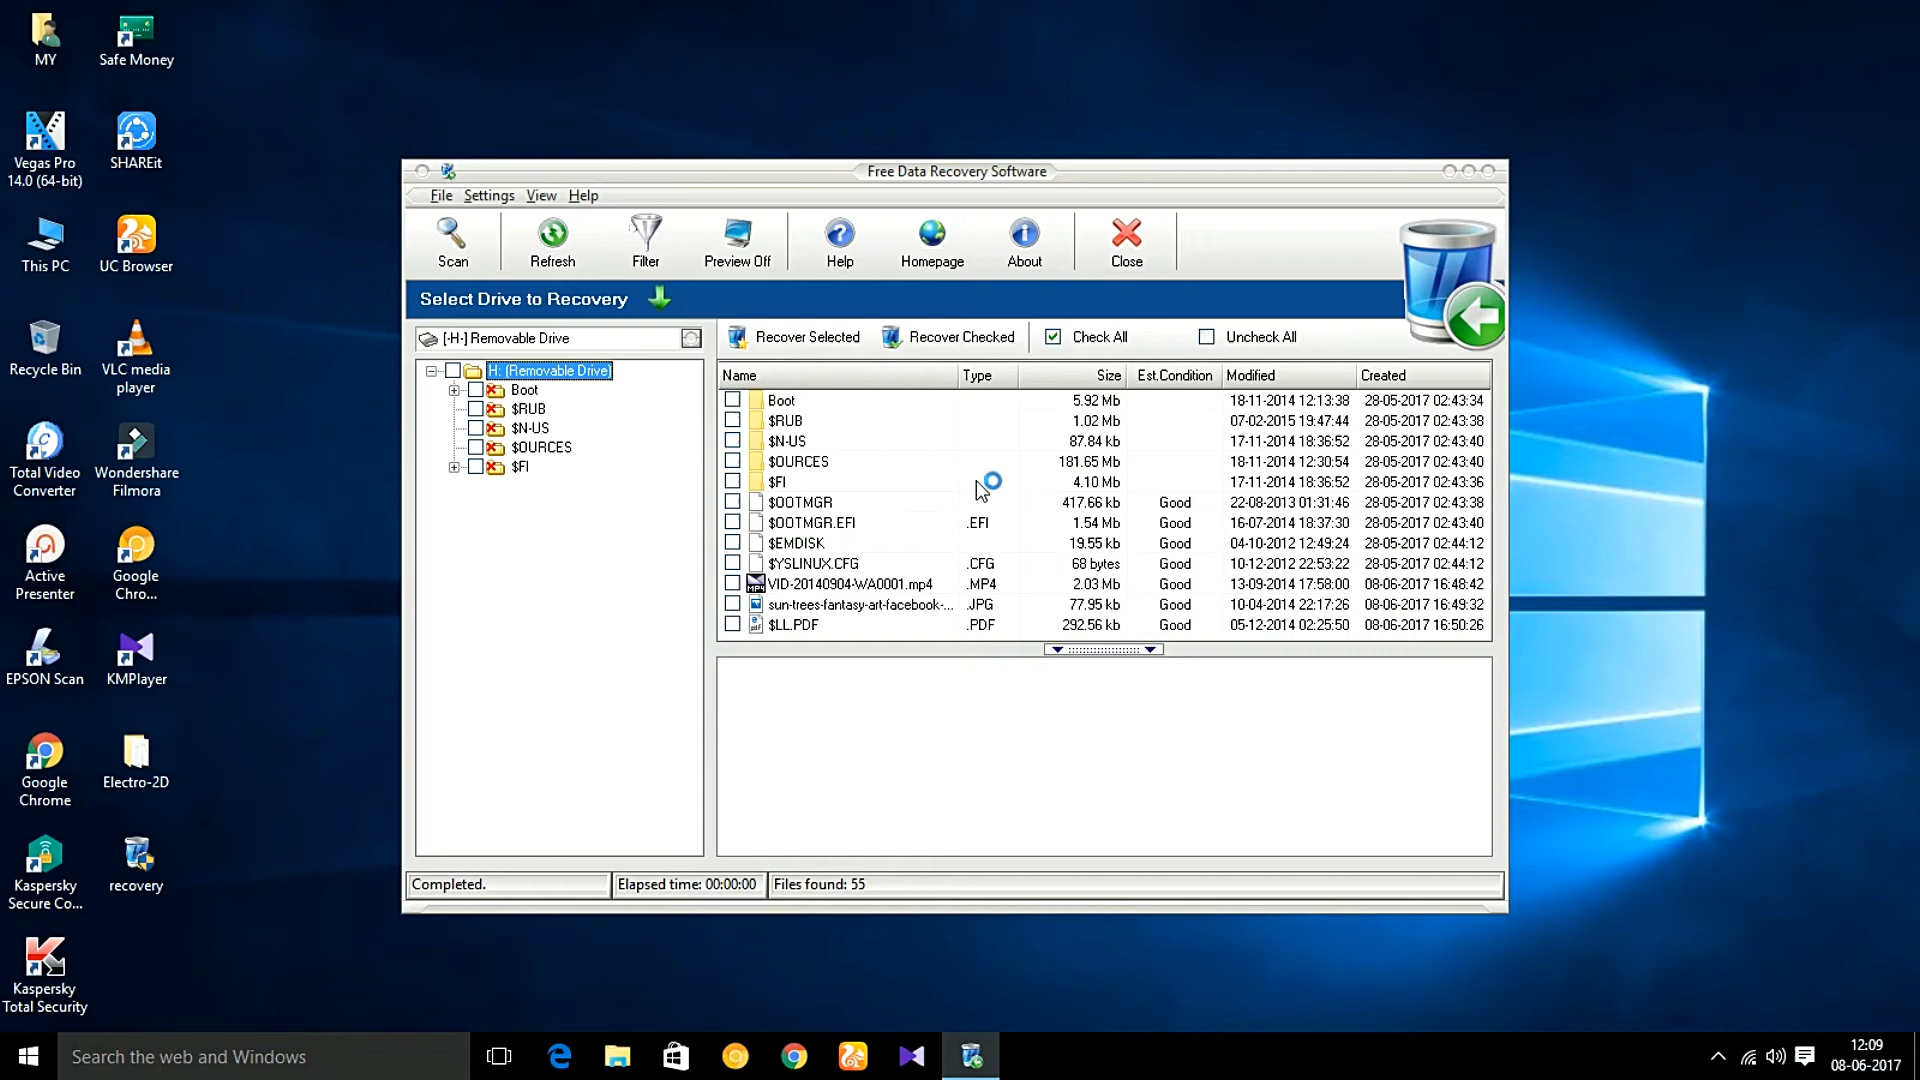 MY
Safe Money
Vegas Pro
14.0 (64-bit)
SHAREit
This PC
UC Browser
Recycle Bin
VLC media
player
Total Video
Converter
Wondershare
Filmora
Active
Presenter
Google
Chro...
EPSON Scan
KMPlayer
Google
Chrome
Electro-2D
Kaspersky
Secure Co...
recovery
Kaspersky
Total Security
Free Data Recovery Software
File Settings View Help
Scan Refresh Filter Preview Off Help Homepage About Close
Select Drive to Recovery
[-H-] Removable Drive
Recover Selected Recover Checked Check All Uncheck All
H: (Removable Drive)
Boot
$RUB
$N-US
$OURCES
$FI
Name Type Size Est.Condition Modified Created
Boot 5.92 Mb 18-11-2014 12:13:38 28-05-2017 02:43:34
$RUB 1.02 Mb 07-02-2015 19:47:44 28-05-2017 02:43:38
$N-US 87.84 kb 17-11-2014 18:36:52 28-05-2017 02:43:40
$OURCES 181.65 Mb 18-11-2014 12:30:54 28-05-2017 02:43:40
$FI 4.10 Mb 17-11-2014 18:36:52 28-05-2017 02:43:36
$OOTMGR 417.66 kb Good 22-08-2013 01:31:46 28-05-2017 02:43:38
$OOTMGR.EFI .EFI 1.54 Mb Good 16-07-2014 18:37:30 28-05-2017 02:43:40
$EMDISK 19.55 kb Good 04-10-2012 12:49:24 28-05-2017 02:44:12
$YSLINUX.CFG .CFG 68 bytes Good 10-12-2012 22:53:22 28-05-2017 02:44:12
VID-20140904-WA0001.mp4 .MP4 2.03 Mb Good 13-09-2014 17:58:00 08-06-2017 16:48:42
sun-trees-fantasy-art-facebook-... .JPG 77.95 kb Good 10-04-2014 22:17:26 08-06-2017 16:49:32
$LL.PDF .PDF 292.56 kb Good 05-12-2014 02:25:50 08-06-2017 16:50:26
Completed. Elapsed time: 00:00:00 Files found: 55
Search the web and Windows
12:09
08-06-2017